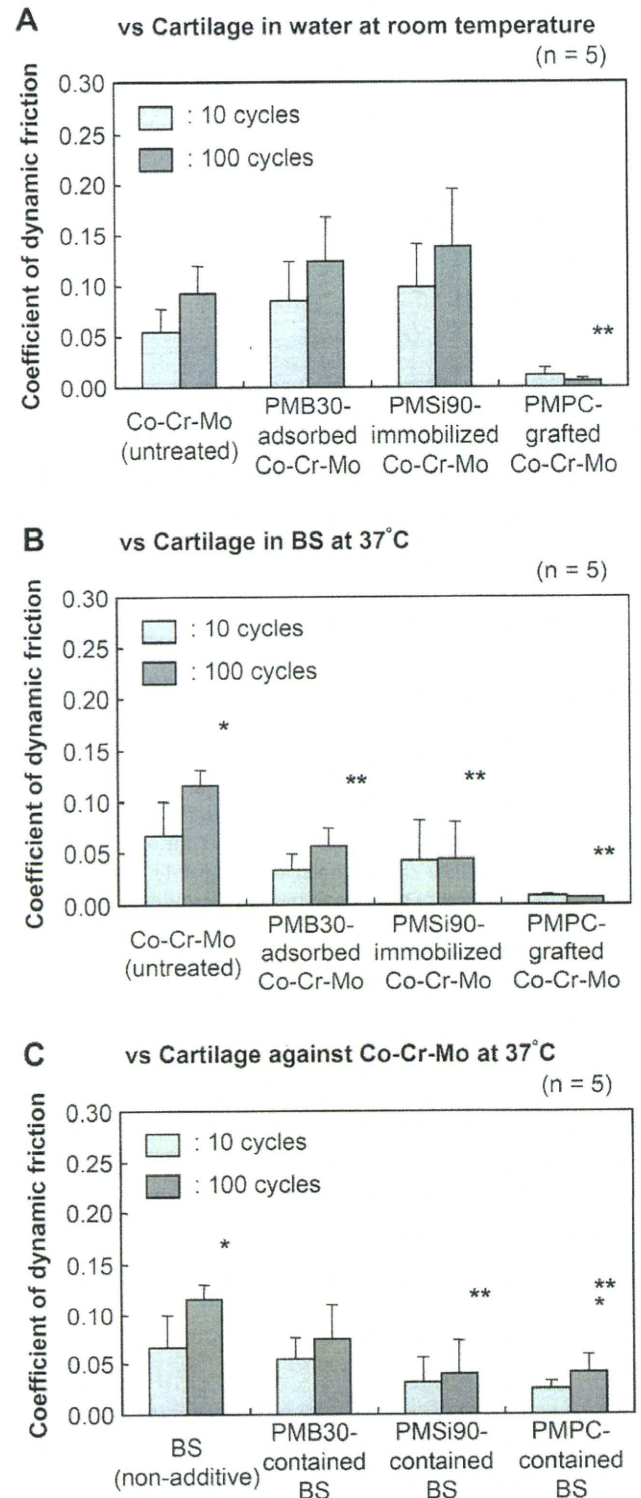 A
vs Cartilage in water at room temperature
(n = 5)
Coefficient of dynamic friction
0.30
0.25
0.20
0.15
0.10
0.05
0.00
: 10 cycles
: 100 cycles
**
Co-Cr-Mo
(untreated)
PMB30-
adsorbed
Co-Cr-Mo
PMSi90-
immobilized
Co-Cr-Mo
PMPC-
grafted
Co-Cr-Mo
B
vs Cartilage in BS at 37°C
(n = 5)
Coefficient of dynamic friction
0.30
0.25
0.20
0.15
0.10
0.05
0.00
: 10 cycles
: 100 cycles
*
**
**
**
Co-Cr-Mo
(untreated)
PMB30-
adsorbed
Co-Cr-Mo
PMSi90-
immobilized
Co-Cr-Mo
PMPC-
grafted
Co-Cr-Mo
C
vs Cartilage against Co-Cr-Mo at 37°C
(n = 5)
Coefficient of dynamic friction
0.30
0.25
0.20
0.15
0.10
0.05
0.00
: 10 cycles
: 100 cycles
*
**
**
*
BS
(non-additive)
PMB30-
contained
BS
PMSi90-
contained
BS
PMPC-
contained
BS